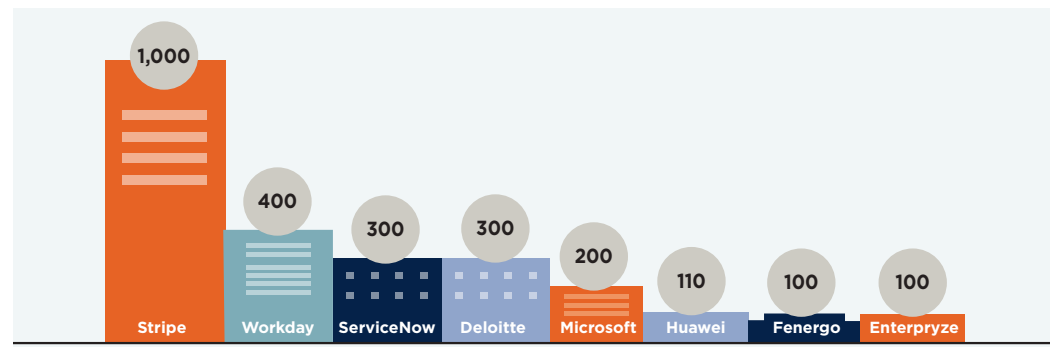 1,000
400
300
300
200
110
100
100
Stripe
Workday
ServiceNow
Deloitte
Microsoft
Huawei
Fenergo
Enterpryze